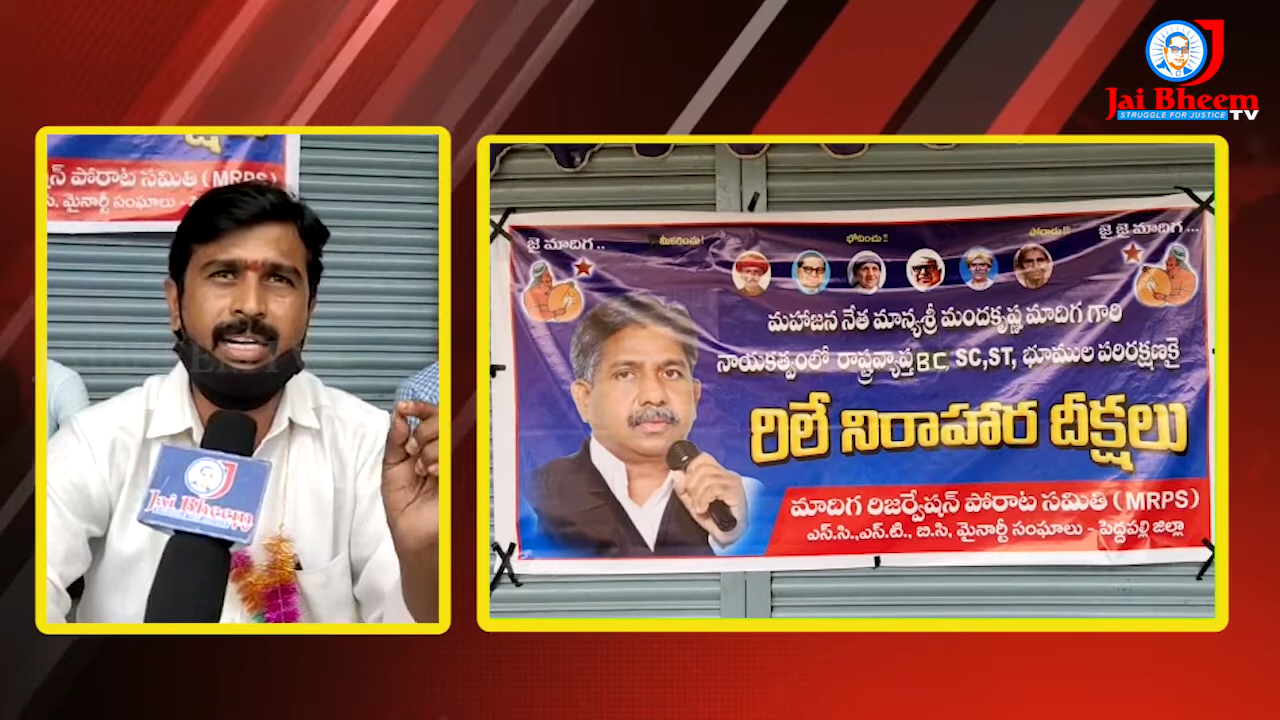 Jai Bheem
STRUGGLE FOR JUSTICE TV
న్ పోరాట సమితి (MRPS)
మైనార్టీ సంఘాలు -
Jai Bheem
జై మాదిగ ..
భోదించు!!
పోరాడు!!!
జై జై మాదిగ ...
మహాజన నేత మాన్యశ్రీ మందకృష్ణ మాదిగ గారి
నాయకత్వంలో రాష్ట్రవ్యాప్త B.C, SC,ST, భూముల పరిరక్షణకై
రిలే నిరాహార దీక్షలు
మాదిగ రిజర్వేషన్ పోరాట సమితి (MRPS)
ఎస్.సి.,ఎస్.టి., బి.సి, మైనార్టీ సంఘాలు - పెద్దపల్లి జిల్లా